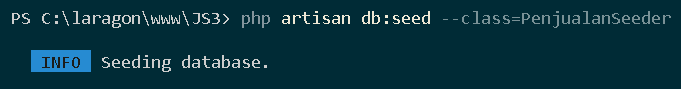 PS C:\laragon\www\JS3> php artisan db:seed --class=PenjualanSeeder
INFO Seeding database.